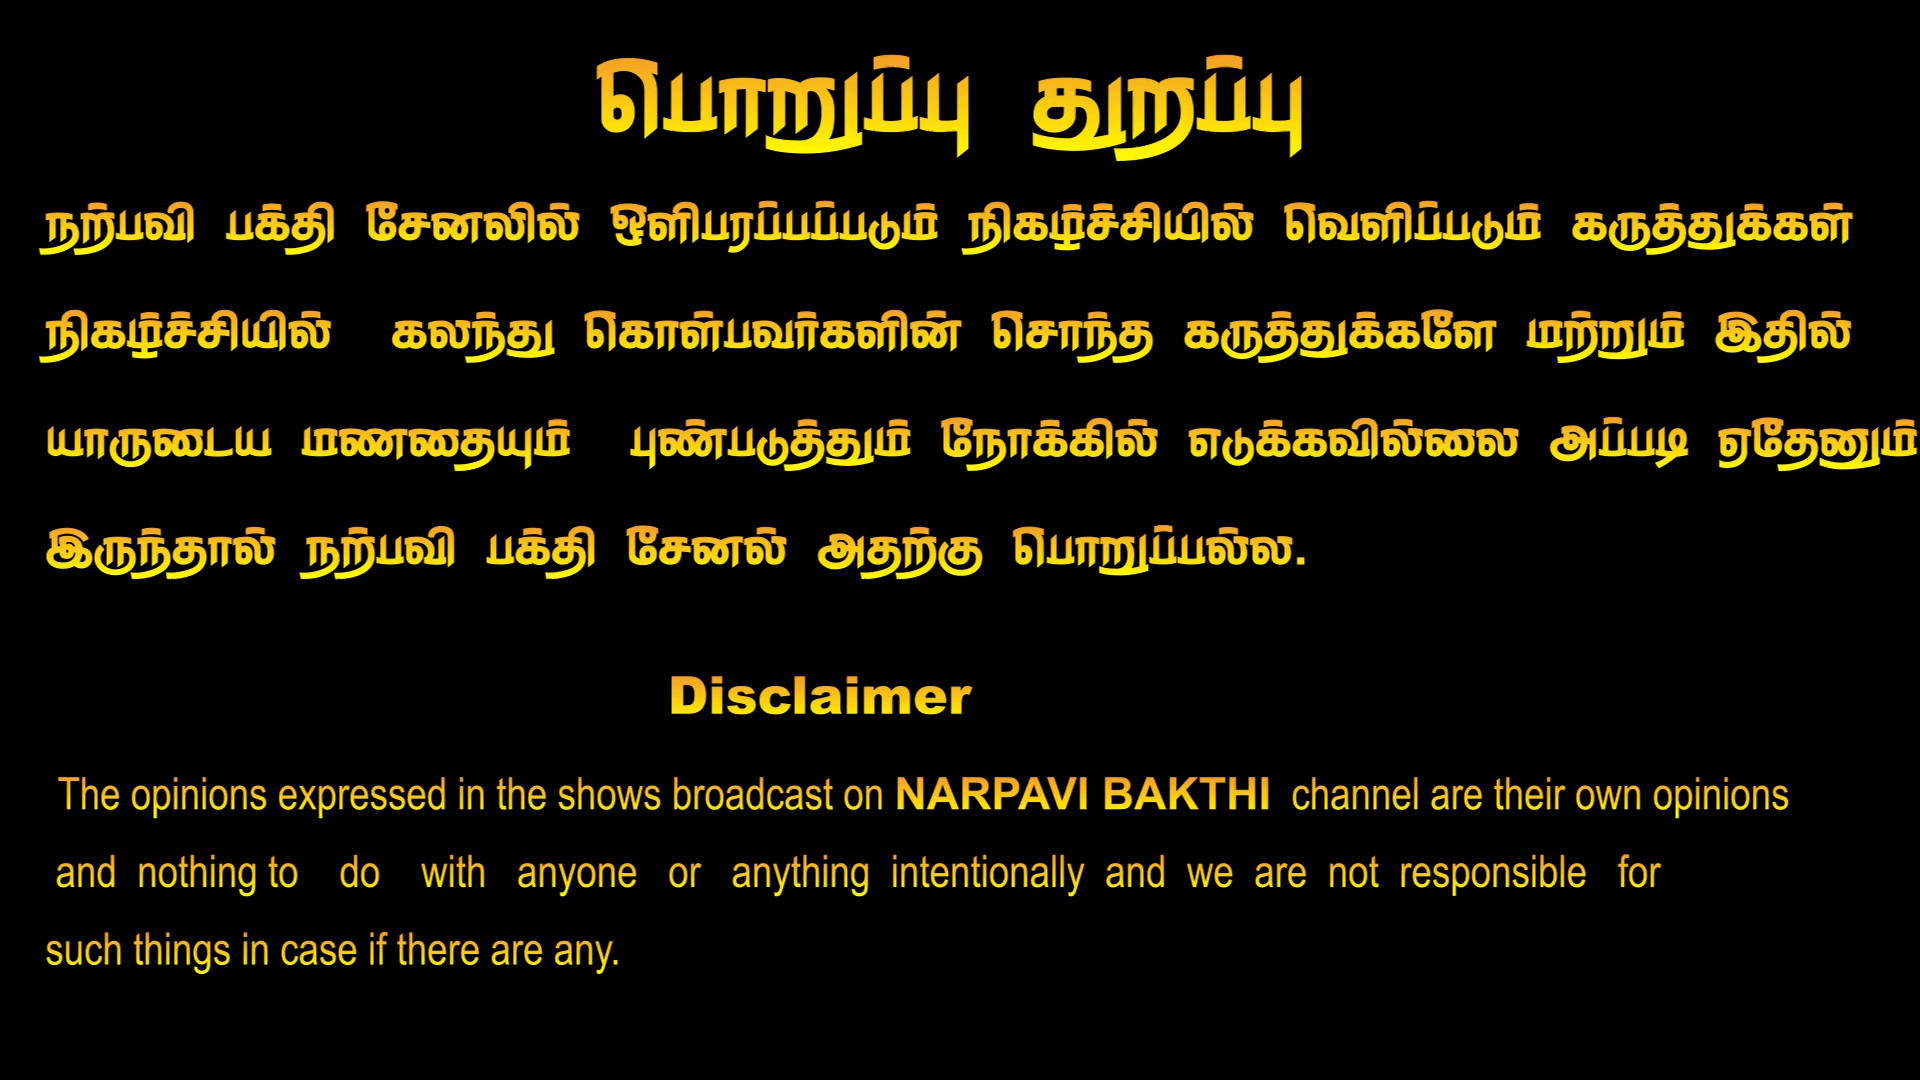 பொறுப்பு துறப்பு
நற்பவி பக்தி சேனலில் ஒளிபரப்பப்படும் நிகழ்ச்சியில் வெளிப்படும் கருத்துக்கள்
நிகழ்ச்சியில் கலந்து கொள்பவர்களின் சொந்த கருத்துக்களே மற்றும் இதில்
யாருடைய மணதையும் புண்படுத்தும் நோக்கில் எடுக்கவில்லை அப்படி ஏதேனும்
இருந்தால் நற்பவி பக்தி சேனல் அதற்கு பொறுப்பல்ல.
Disclaimer
The opinions expressed in the shows broadcast on NARPAVI BAKTHI channel are their own opinions
and nothing to do with anyone or anything intentionally and we are not responsible for
such things in case if there are any.